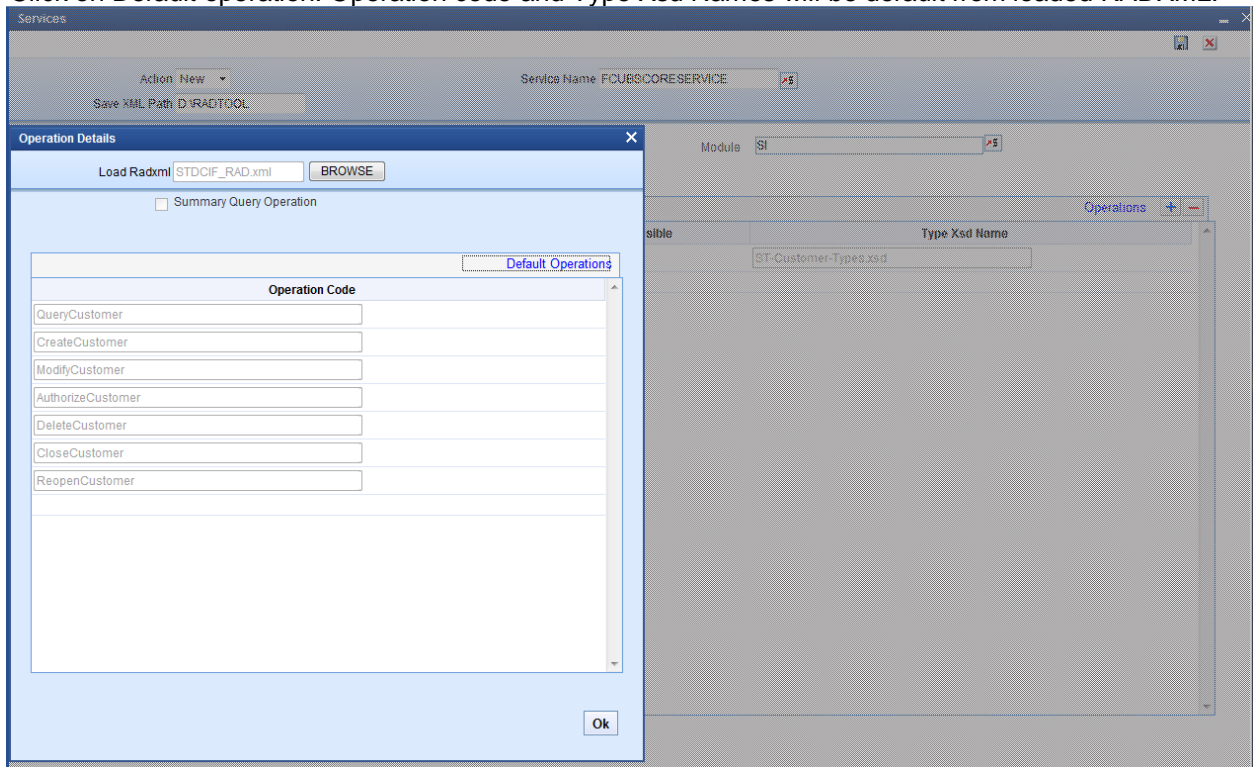 Click on Default operation. Operation code and Type Xsd Names will be default from loaded RADXML.
Services
Action New
Service Name FCUBSCORESERVICE
Save XML Path D:\RADTOOL
Operation Details
Module SI
Load Radxml STDCIF_RAD.xml BROWSE
Summary Query Operation
Operations + −
sible Type Xsd Name
Default Operations
ST-Customer-Types.xsd
Operation Code
QueryCustomer
CreateCustomer
ModifyCustomer
AuthorizeCustomer
DeleteCustomer
CloseCustomer
ReopenCustomer
Ok